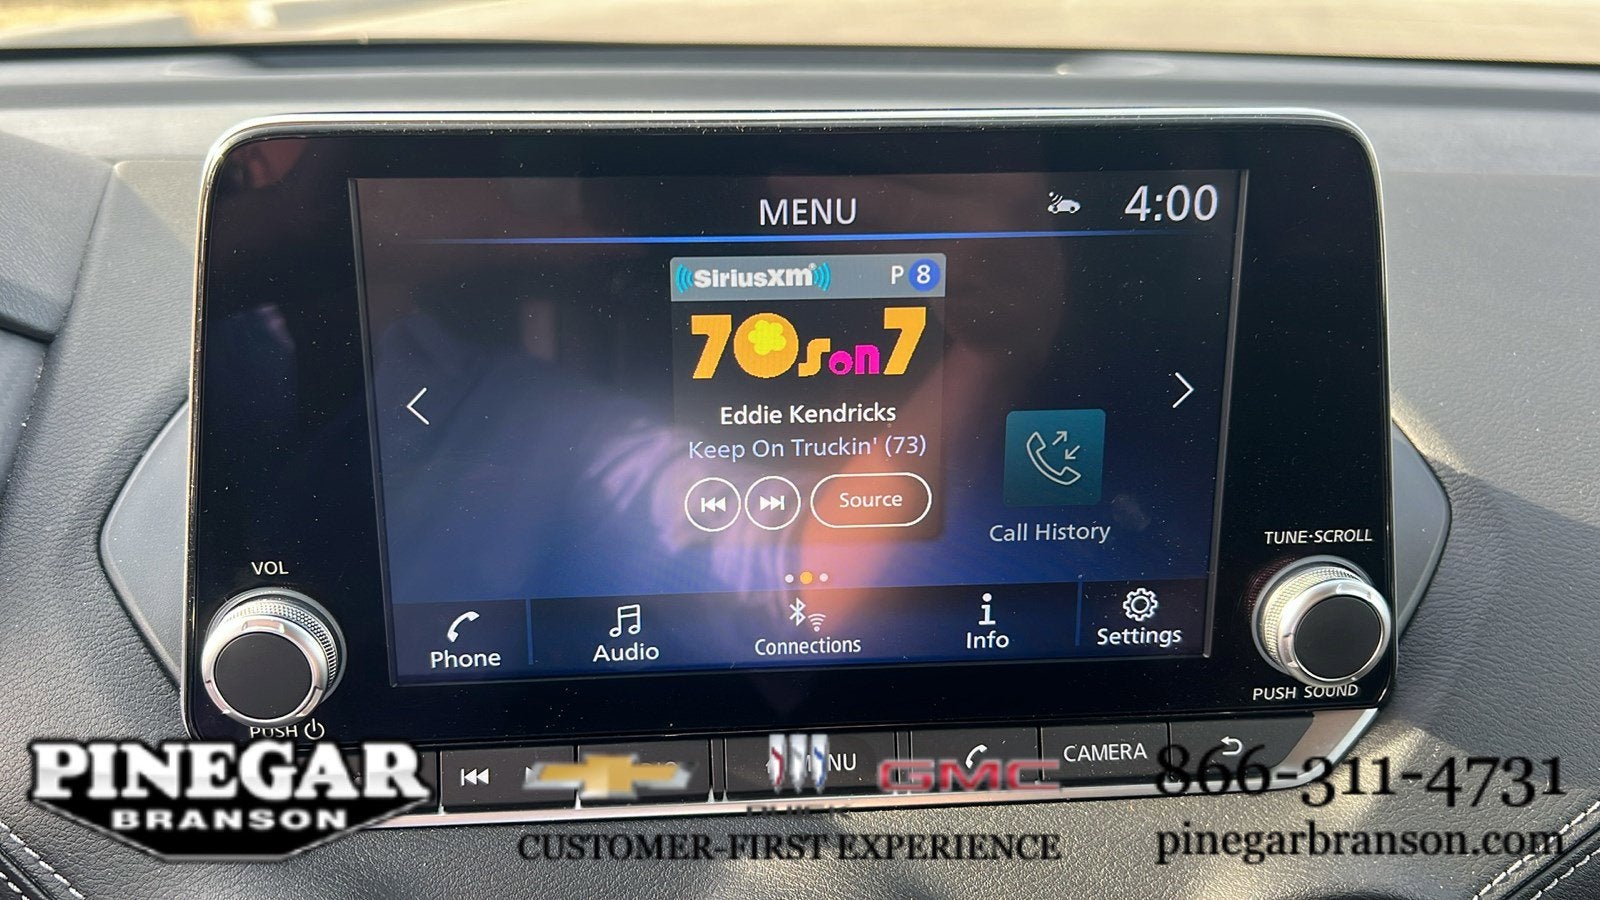 MENU
4:00
SiriusXm P 8
70s on 7
Eddie Kendricks
Keep On Truckin' (73)
Source
Call History
TUNE·SCROLL
VOL
Phone
Audio
Connections
Info
Settings
PUSH SOUND
PUSH
MENU
CAMERA
PINEGAR
BRANSON
GMC
866-311-4731
CUSTOMER-FIRST EXPERIENCE
pinegarbranson.com